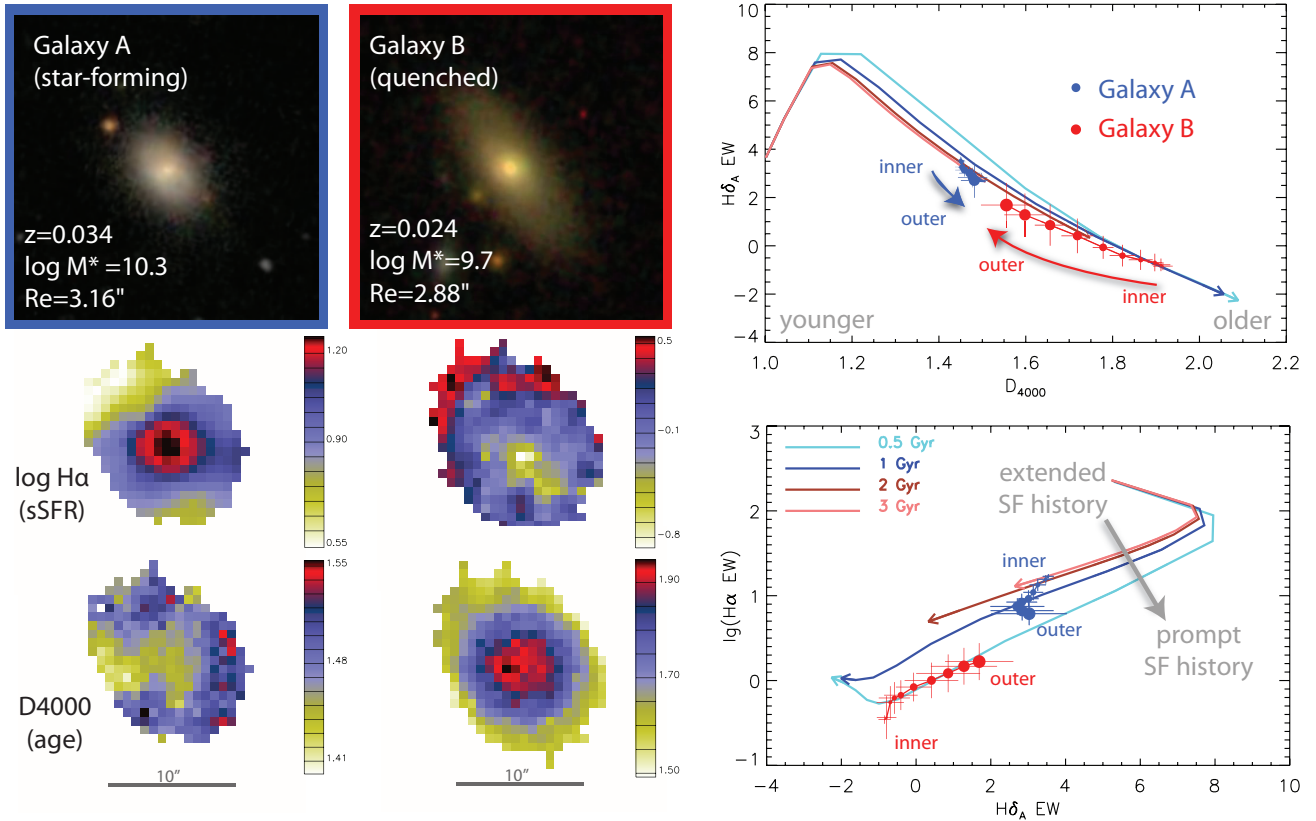 Galaxy A
(star-forming)
z=0.034
log M* =10.3
Re=3.16"
Galaxy B
(quenched)
z=0.024
log M*=9.7
Re=2.88"
log Hα
(sSFR)
1.20
0.90
0.55
0.5
−0.1
−0.8
D4000
(age)
1.55
1.48
1.41
10"
1.90
1.70
1.50
10"
HδA EW
10
8
6
4
2
0
−2
−4
Galaxy A
Galaxy B
inner
outer
outer
inner
younger
older
1.0
1.2
1.4
1.6
1.8
2.0
2.2
D4000
lg(Hα EW)
3
2
1
0
−1
0.5 Gyr
1 Gyr
2 Gyr
3 Gyr
extended
SF history
inner
outer
prompt
SF history
outer
inner
−4
−2
0
2
4
6
8
10
HδA EW